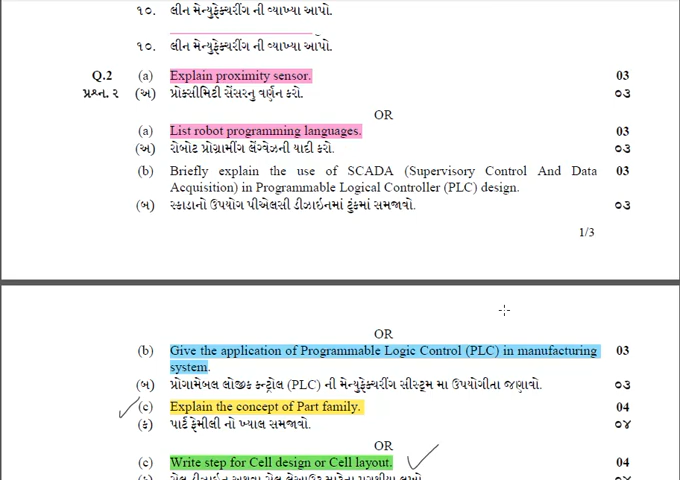 ૧૦. લીન મેન્યુફેક્ચરીંગ ની વ્યાખ્યા આપો.
૧૦. લીન મેન્યુફેક્ચરીંગ ની વ્યાખ્યા આપો.
Q.2 (a) Explain proximity sensor. 03
પ્રશ્ન. ૨ (અ) પ્રોક્સીમિટી સેંસરનુ વર્ણન કરો. ૦૩
OR
(a) List robot programming languages. 03
(અ) રોબોટ પ્રોગ્રામીંગ લેંગ્વેઝની યાદી કરો. ૦૩
(b) Briefly explain the use of SCADA (Supervisory Control And Data 03
Acquisition) in Programmable Logical Controller (PLC) design.
(બ) સ્કાડાનો ઉપયોગ પીએલસી ડીઝાઇનમાં ટુંકમાં સમજાવો. ૦૩
1/3
OR
(b) Give the application of Programmable Logic Control (PLC) in manufacturing 03
system.
(બ) પ્રોગામેબલ લોજીક કન્ટ્રોલ (PLC) ની મેન્યુફેક્ચરીંગ સીસ્ટ્મ મા ઉપયોગીતા જણાવો. ૦૩
(c) Explain the concept of Part family. 04
(ક) પાર્ટ ફેમીલી નો ખ્યાલ સમજાવો. ૦૪
OR
(c) Write step for Cell design or Cell layout. 04